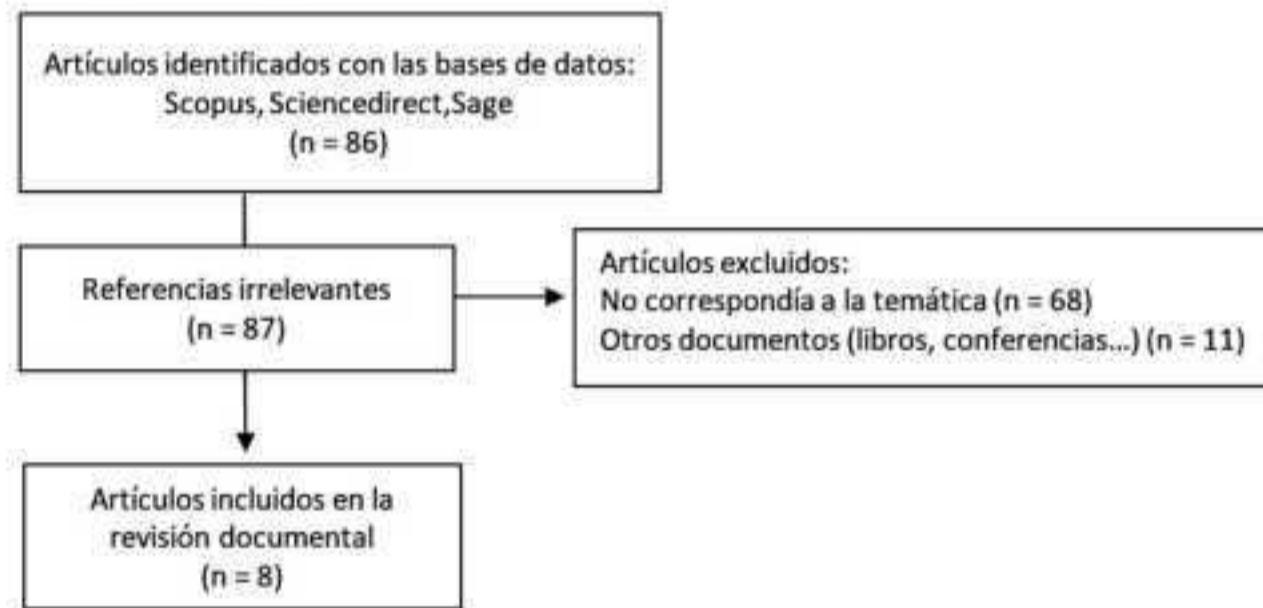 Artículos identificados con las bases de datos:
Scopus, Sciencedirect,Sage
(n = 86)
Referencias irrelevantes
(n = 87)
Artículos excluidos:
No correspondía a la temática (n = 68)
Otros documentos (libros, conferencias...) (n = 11)
Artículos incluidos en la
revisión documental
(n = 8)